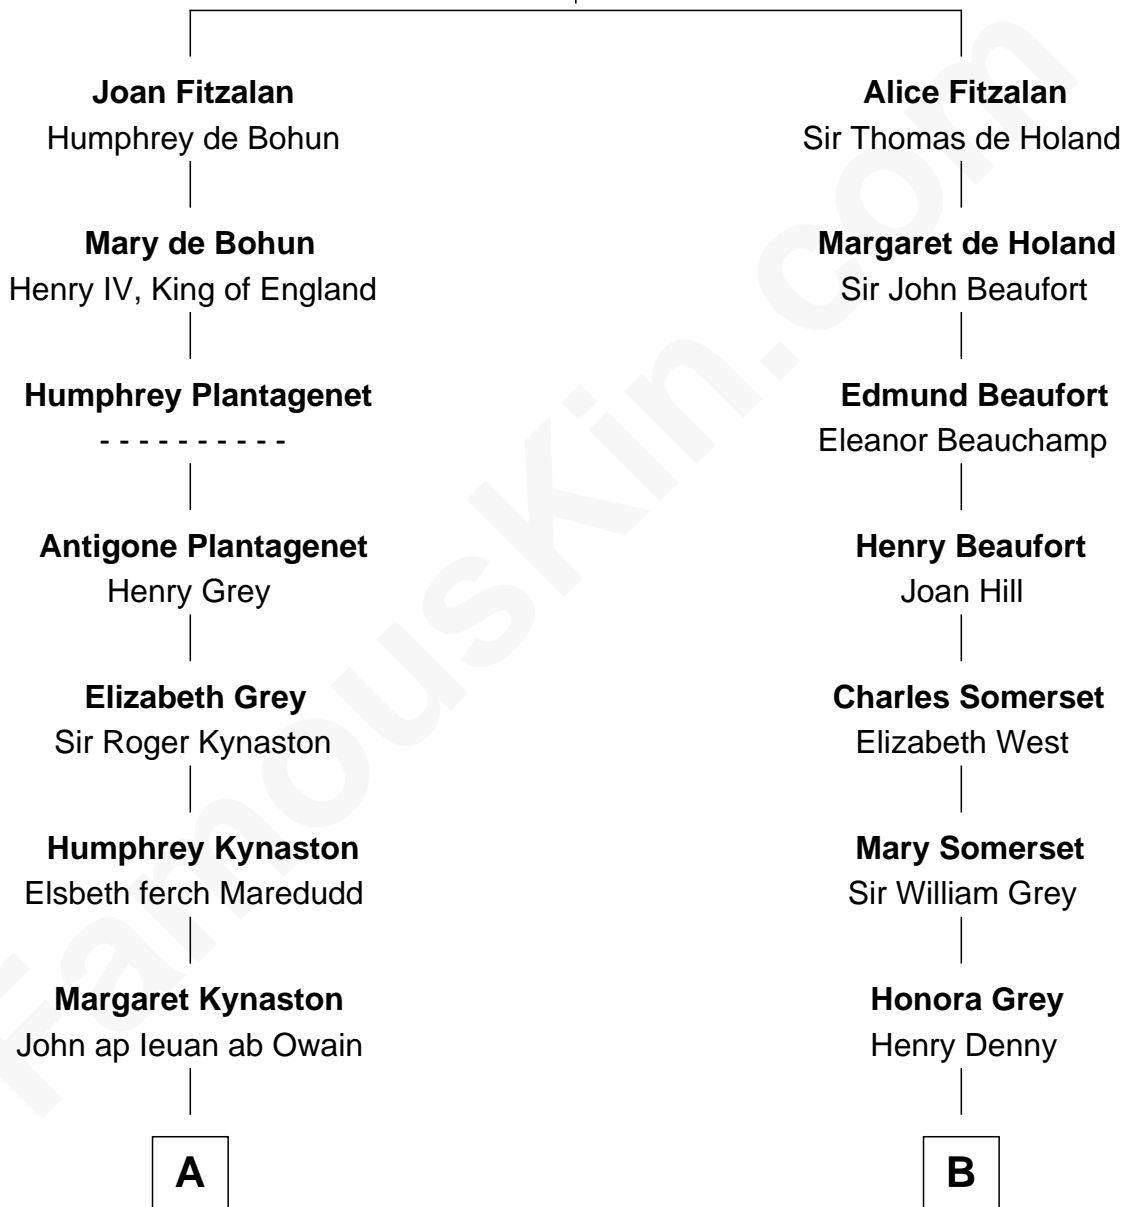 Joan Fitzalan
Humphrey de Bohun
Mary de Bohun
Henry IV, King of England
Humphrey Plantagenet
- - - - - - - - - -
Antigone Plantagenet
Henry Grey
Elizabeth Grey
Sir Roger Kynaston
Humphrey Kynaston
Elsbeth ferch Maredudd
Margaret Kynaston
John ap Ieuan ab Owain
A
Alice Fitzalan
Sir Thomas de Holand
Margaret de Holand
Sir John Beaufort
Edmund Beaufort
Eleanor Beauchamp
Henry Beaufort
Joan Hill
Charles Somerset
Elizabeth West
Mary Somerset
Sir William Grey
Honora Grey
Henry Denny
B
FamousKin.com